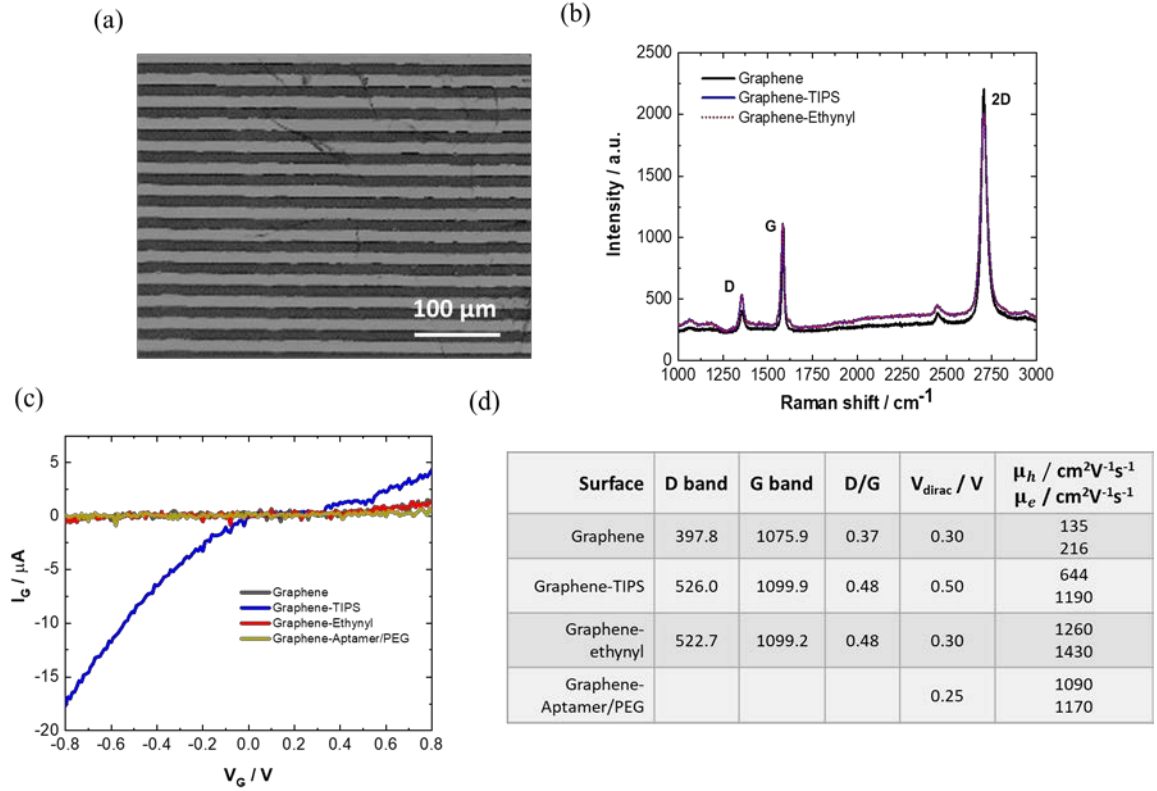 (a)
100 μm
(b)
2500
2000
1500
1000
500
0
Intensity / a.u.
Graphene
Graphene-TIPS
Graphene-Ethynyl
D
G
2D
1000 1250 1500 1750 2000 2250 2500 2750 3000
Raman shift / cm⁻¹
(c)
5
0
-5
-10
-15
-20
I_G / μA
Graphene
Graphene-TIPS
Graphene-Ethynyl
Graphene-Aptamer/PEG
-0.8 -0.6 -0.4 -0.2 0.0 0.2 0.4 0.6 0.8
V_G / V
(d)
Surface D band G band D/G V_dirac / V μ_h / cm²V⁻¹s⁻¹
μ_e / cm²V⁻¹s⁻¹
Graphene 397.8 1075.9 0.37 0.30 135
216
Graphene-TIPS 526.0 1099.9 0.48 0.50 644
1190
Graphene-
ethynyl 522.7 1099.2 0.48 0.30 1260
1430
Graphene-
Aptamer/PEG 0.25 1090
1170